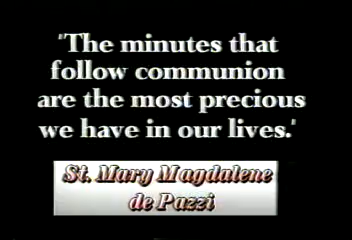 'The minutes that
follow communion
are the most precious
we have in our lives.'
St. Mary Magdalene
de Pazzi